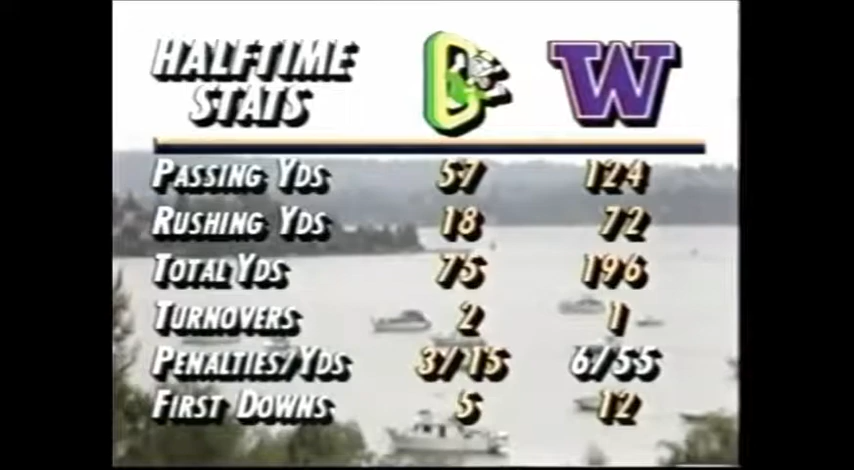 HALFTIME
STATS
O W
PASSING YDS 57 124
RUSHING YDS 18 72
TOTAL YDS 75 196
TURNOVERS 2 1
PENALTIES/YDS 3/15 6/55
FIRST DOWNS 5 12